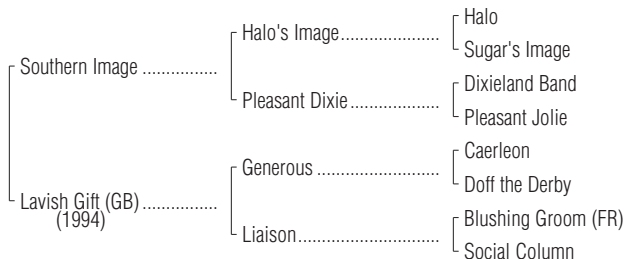 Halo
Halo's Image.....................
Sugar's Image
Southern Image ................
Dixieland Band
Pleasant Dixie...................
Pleasant Jolie
Caerleon
Generous ..........................
Doff the Derby
Lavish Gift (GB)................
(1994)
Blushing Groom (FR)
Liaison..............................
Social Column